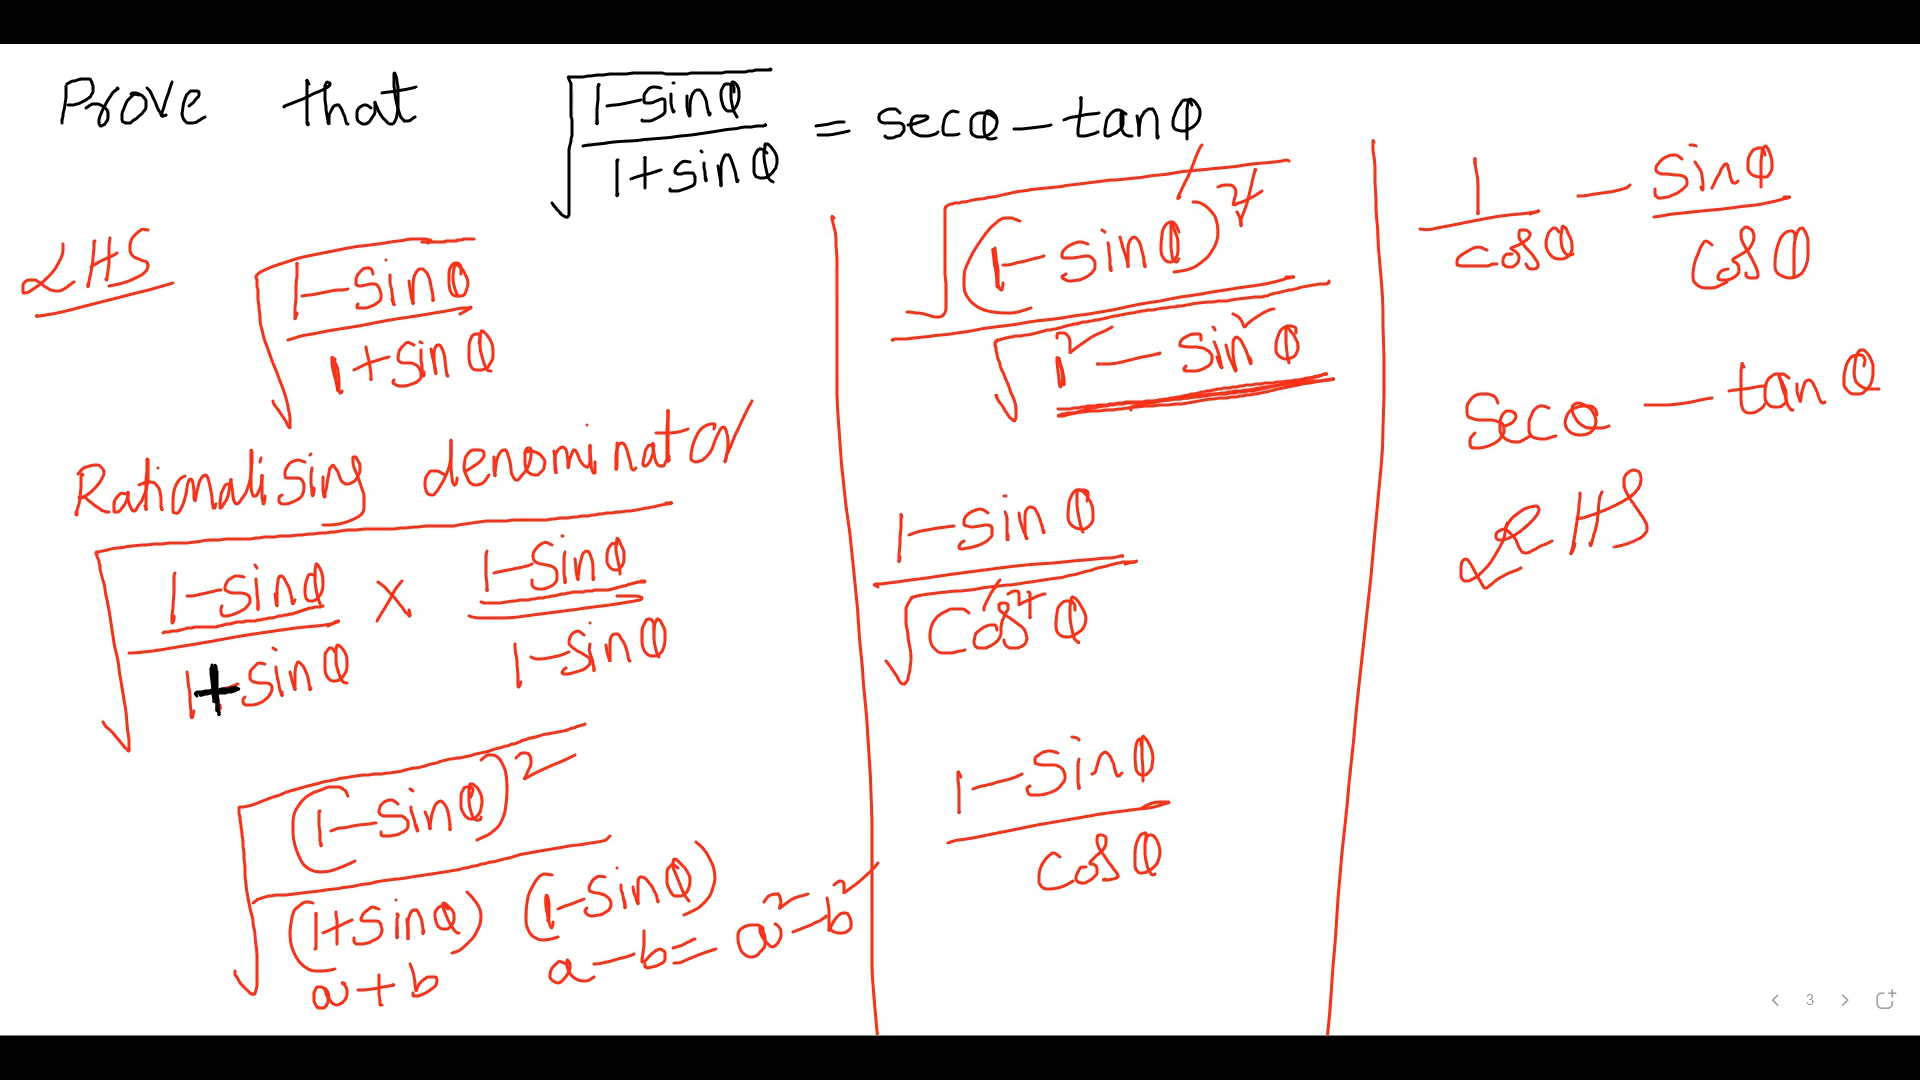 Prove that √((1-sinθ)/(1+sinθ)) = secθ - tanθ
LHS √((1-sinθ)/(1+sinθ))
Rationalising denominator
√((1-sinθ)/(1+sinθ) × (1-sinθ)/(1-sinθ))
√((1-sinθ)²/((1+sinθ)(1-sinθ)))
a+b a-b = a²-b²
√((1-sinθ)²)/√(1²-sin²θ)
(1-sinθ)/√(cos²θ)
(1-sinθ)/cosθ
1/cosθ - sinθ/cosθ
secθ - tanθ
RHS
3